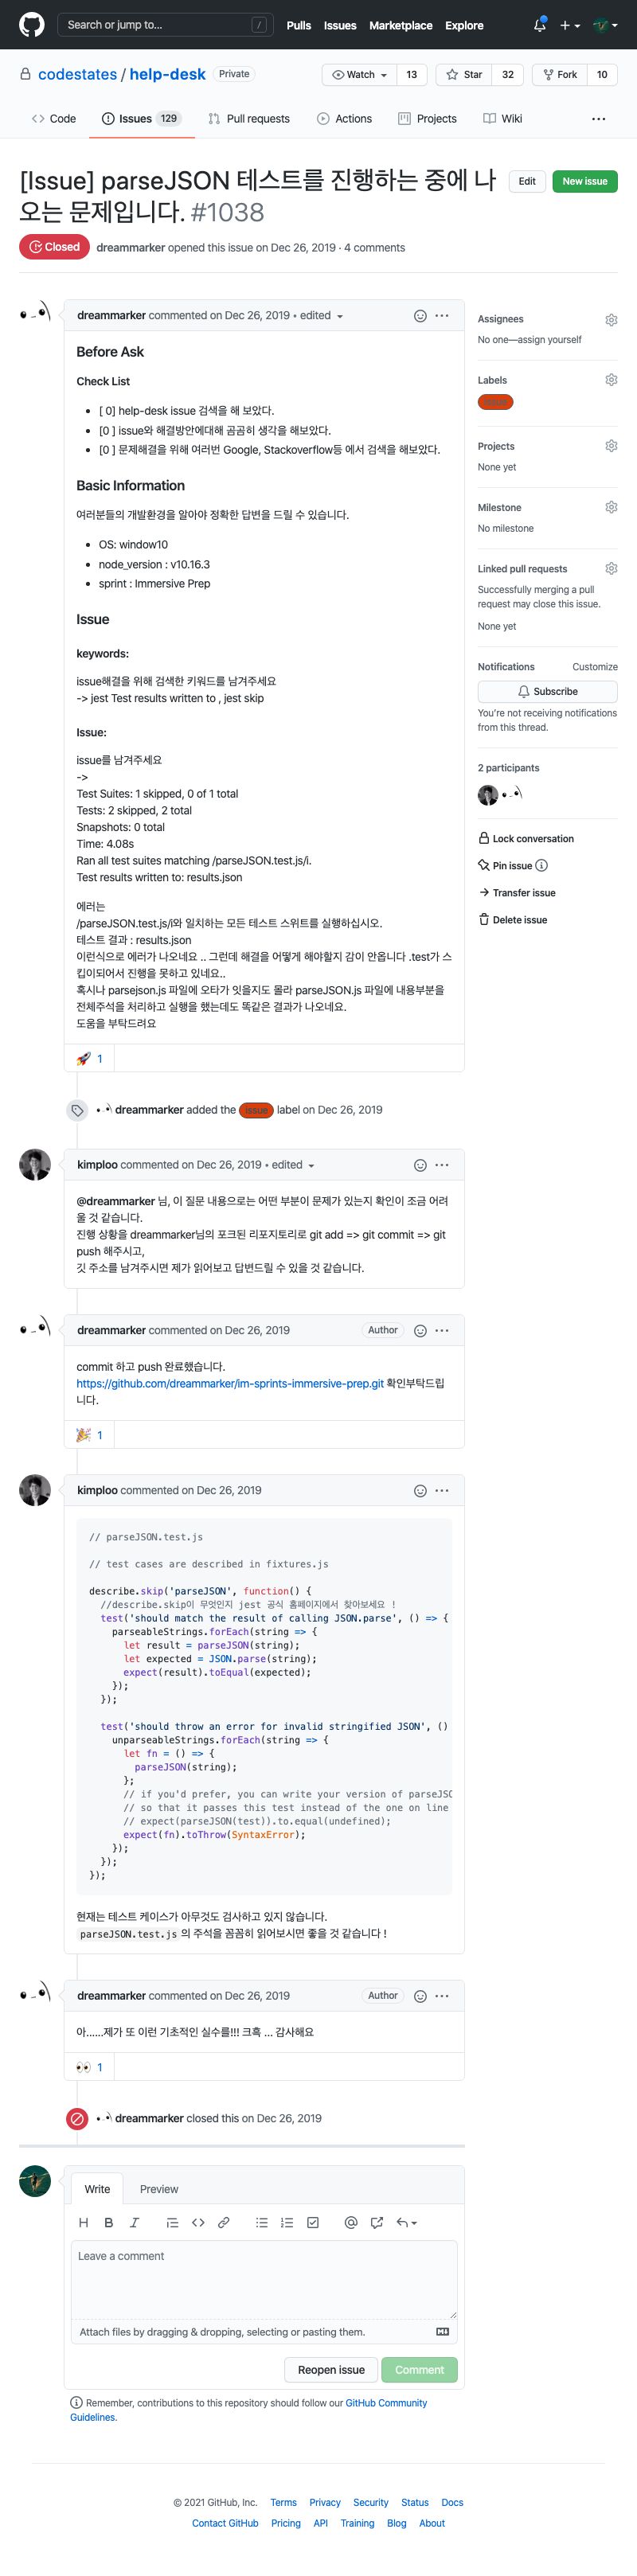 Search or jump to...
/
Pulls Issues Marketplace Explore
codestates / help-desk Private
Watch 13 Star 32 Fork 10
Code Issues 129 Pull requests Actions Projects Wiki
[Issue] parseJSON 테스트를 진행하는 중에 나
오는 문제입니다. #1038
Edit New issue
Closed dreammarker opened this issue on Dec 26, 2019 · 4 comments
dreammarker commented on Dec 26, 2019 • edited
Before Ask
Check List
• [ 0] help-desk issue 검색을 해 보았다.
• [0 ] issue와 해결방안에대해 곰곰히 생각을 해보았다.
• [0 ] 문제해결을 위해 여러번 Google, Stackoverflow등 에서 검색을 해보았다.
Basic Information
여러분들의 개발환경을 알아야 정확한 답변을 드릴 수 있습니다.
• OS: window10
• node_version : v10.16.3
• sprint : Immersive Prep
Issue
keywords:
issue해결을 위해 검색한 키워드를 남겨주세요
-> jest Test results written to , jest skip
Issue:
issue를 남겨주세요
->
Test Suites: 1 skipped, 0 of 1 total
Tests: 2 skipped, 2 total
Snapshots: 0 total
Time: 4.08s
Ran all test suites matching /parseJSON.test.js/i.
Test results written to: results.json
에러는
/parseJSON.test.js/i와 일치하는 모든 테스트 스위트를 실행하십시오.
테스트 결과 : results.json
이런식으로 에러가 나오네요 .. 그런데 해결을 어떻게 해야할지 감이 안옵니다 .test가 스
킵이되어서 진행을 못하고 있네요..
혹시나 parsejson.js 파일에 오타가 잇을지도 몰라 parseJSON.js 파일에 내용부분을
전체주석을 처리하고 실행을 했는데도 똑같은 결과가 나오네요.
도움을 부탁드려요
1
Assignees
No one—assign yourself
Labels
issue
Projects
None yet
Milestone
No milestone
Linked pull requests
Successfully merging a pull
request may close this issue.
None yet
Notifications Customize
Subscribe
You're not receiving notifications
from this thread.
2 participants
Lock conversation
Pin issue
Transfer issue
Delete issue
dreammarker added the issue label on Dec 26, 2019
kimploo commented on Dec 26, 2019 • edited
@dreammarker 님, 이 질문 내용으로는 어떤 부분이 문제가 있는지 확인이 조금 어려
울 것 같습니다.
진행 상황을 dreammarker님의 포크된 리포지토리로 git add => git commit => git
push 해주시고,
깃 주소를 남겨주시면 제가 읽어보고 답변드릴 수 있을 것 같습니다.
dreammarker commented on Dec 26, 2019 Author
commit 하고 push 완료했습니다.
https://github.com/dreammarker/im-sprints-immersive-prep.git 확인부탁드립
니다.
1
kimploo commented on Dec 26, 2019
// parseJSON.test.js
// test cases are described in fixtures.js
describe.skip('parseJSON', function() {
//describe.skip이 무엇인지 jest 공식 홈페이지에서 찾아보세요 !
test('should match the result of calling JSON.parse', () => {
parseableStrings.forEach(string => {
let result = parseJSON(string);
let expected = JSON.parse(string);
expect(result).toEqual(expected);
});
});
test('should throw an error for invalid stringified JSON', ()
unparseableStrings.forEach(string => {
let fn = () => {
parseJSON(string);
};
// if you'd prefer, you can write your version of parseJSO
// so that it passes this test instead of the one on line
// expect(parseJSON(test)).to.equal(undefined);
expect(fn).toThrow(SyntaxError);
});
});
});
현재는 테스트 케이스가 아무것도 검사하고 있지 않습니다.
parseJSON.test.js 의 주석을 꼼꼼히 읽어보시면 좋을 것 같습니다 !
dreammarker commented on Dec 26, 2019 Author
아......제가 또 이런 기초적인 실수를!!! 크흑 ... 감사해요
1
dreammarker closed this on Dec 26, 2019
Write Preview
Leave a comment
Attach files by dragging & dropping, selecting or pasting them.
Reopen issue Comment
Remember, contributions to this repository should follow our GitHub Community
Guidelines.
© 2021 GitHub, Inc. Terms Privacy Security Status Docs
Contact GitHub Pricing API Training Blog About